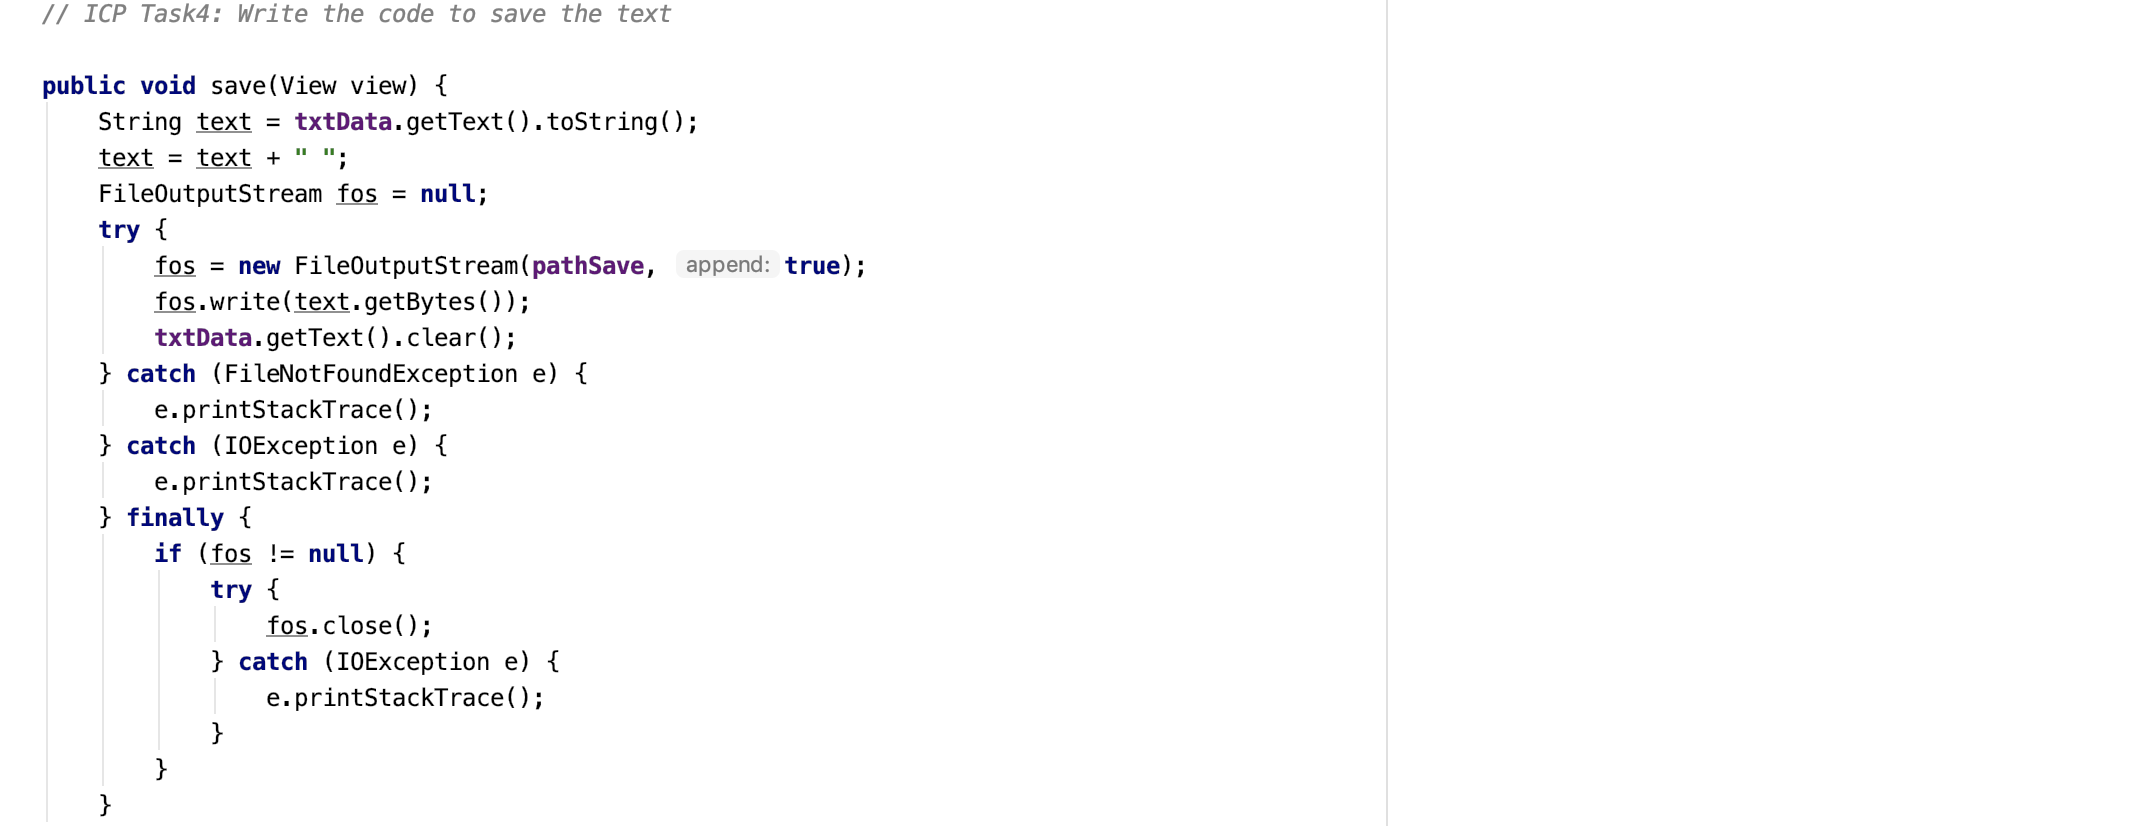 // ICP Task4: Write the code to save the text
public void save(View view) {
String text = txtData.getText().toString();
text = text + " ";
FileOutputStream fos = null;
try {
fos = new FileOutputStream(pathSave, append: true);
fos.write(text.getBytes());
txtData.getText().clear();
} catch (FileNotFoundException e) {
e.printStackTrace();
} catch (IOException e) {
e.printStackTrace();
} finally {
if (fos != null) {
try {
fos.close();
} catch (IOException e) {
e.printStackTrace();
}
}
}